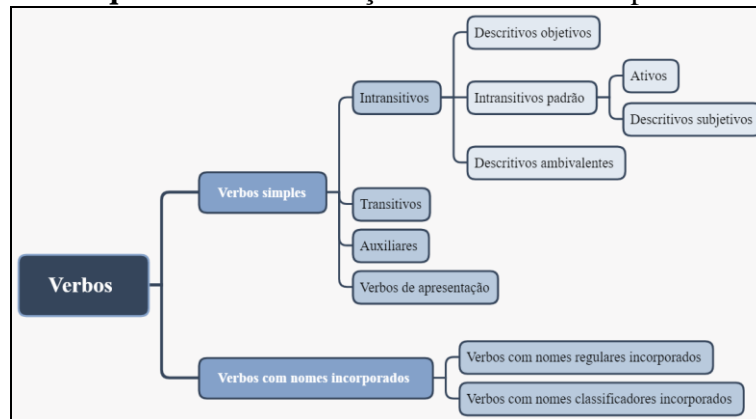 Descritivos objetivos
Ativos
Intransitivos
Intransitivos padrão
Descritivos subjetivos
Descritivos ambivalentes
Verbos simples
Transitivos
Auxiliares
Verbos de apresentação
Verbos
Verbos com nomes regulares incorporados
Verbos com nomes incorporados
Verbos com nomes classificadores incorporados